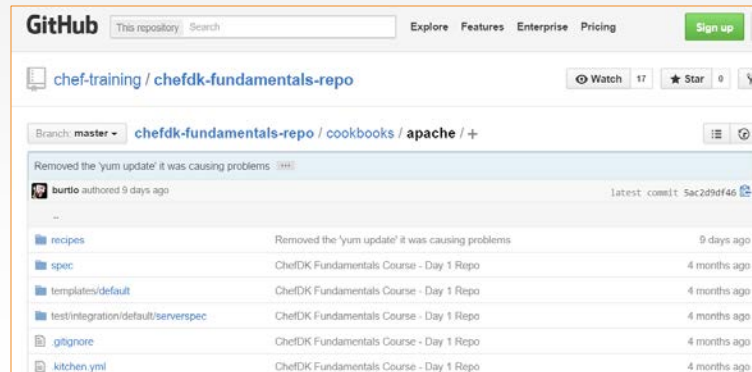 GitHub This repository Search Explore Features Enterprise Pricing Sign up
chef-training / chefdk-fundamentals-repo Watch 17 Star 0
Branch: master chefdk-fundamentals-repo / cookbooks / apache / +
Removed the 'yum update' it was causing problems ...
burtlo authored 9 days ago latest commit 5ac2d9df46
..
recipes Removed the 'yum update' it was causing problems 9 days ago
spec ChefDK Fundamentals Course - Day 1 Repo 4 months ago
templates/default ChefDK Fundamentals Course - Day 1 Repo 4 months ago
test/integration/default/serverspec ChefDK Fundamentals Course - Day 1 Repo 4 months ago
.gitignore ChefDK Fundamentals Course - Day 1 Repo 4 months ago
.kitchen.yml ChefDK Fundamentals Course - Day 1 Repo 4 months ago